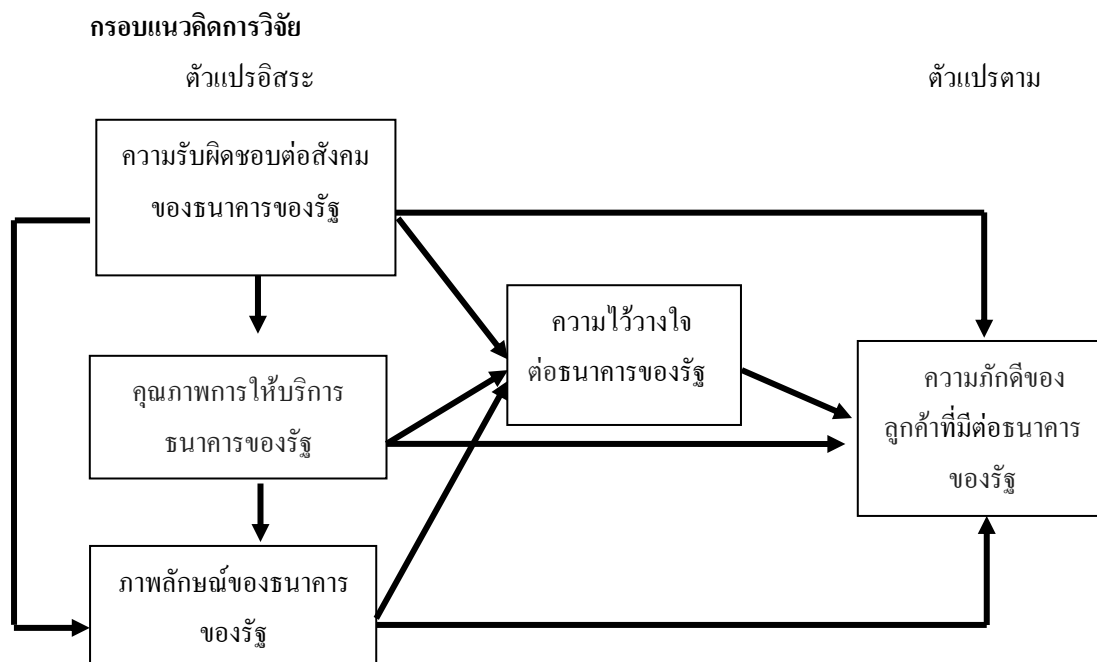 กรอบแนวคิดการวิจัย
ตัวแปรอิสระ
ตัวแปรตาม
ความรับผิดชอบต่อสังคม
ของธนาคารของรัฐ
ความไว้วางใจ
ต่อธนาคารของรัฐ
คุณภาพการให้บริการ
ธนาคารของรัฐ
ความภักดีของ
ลูกค้าที่มีต่อธนาคาร
ของรัฐ
ภาพลักษณ์ของธนาคาร
ของรัฐ